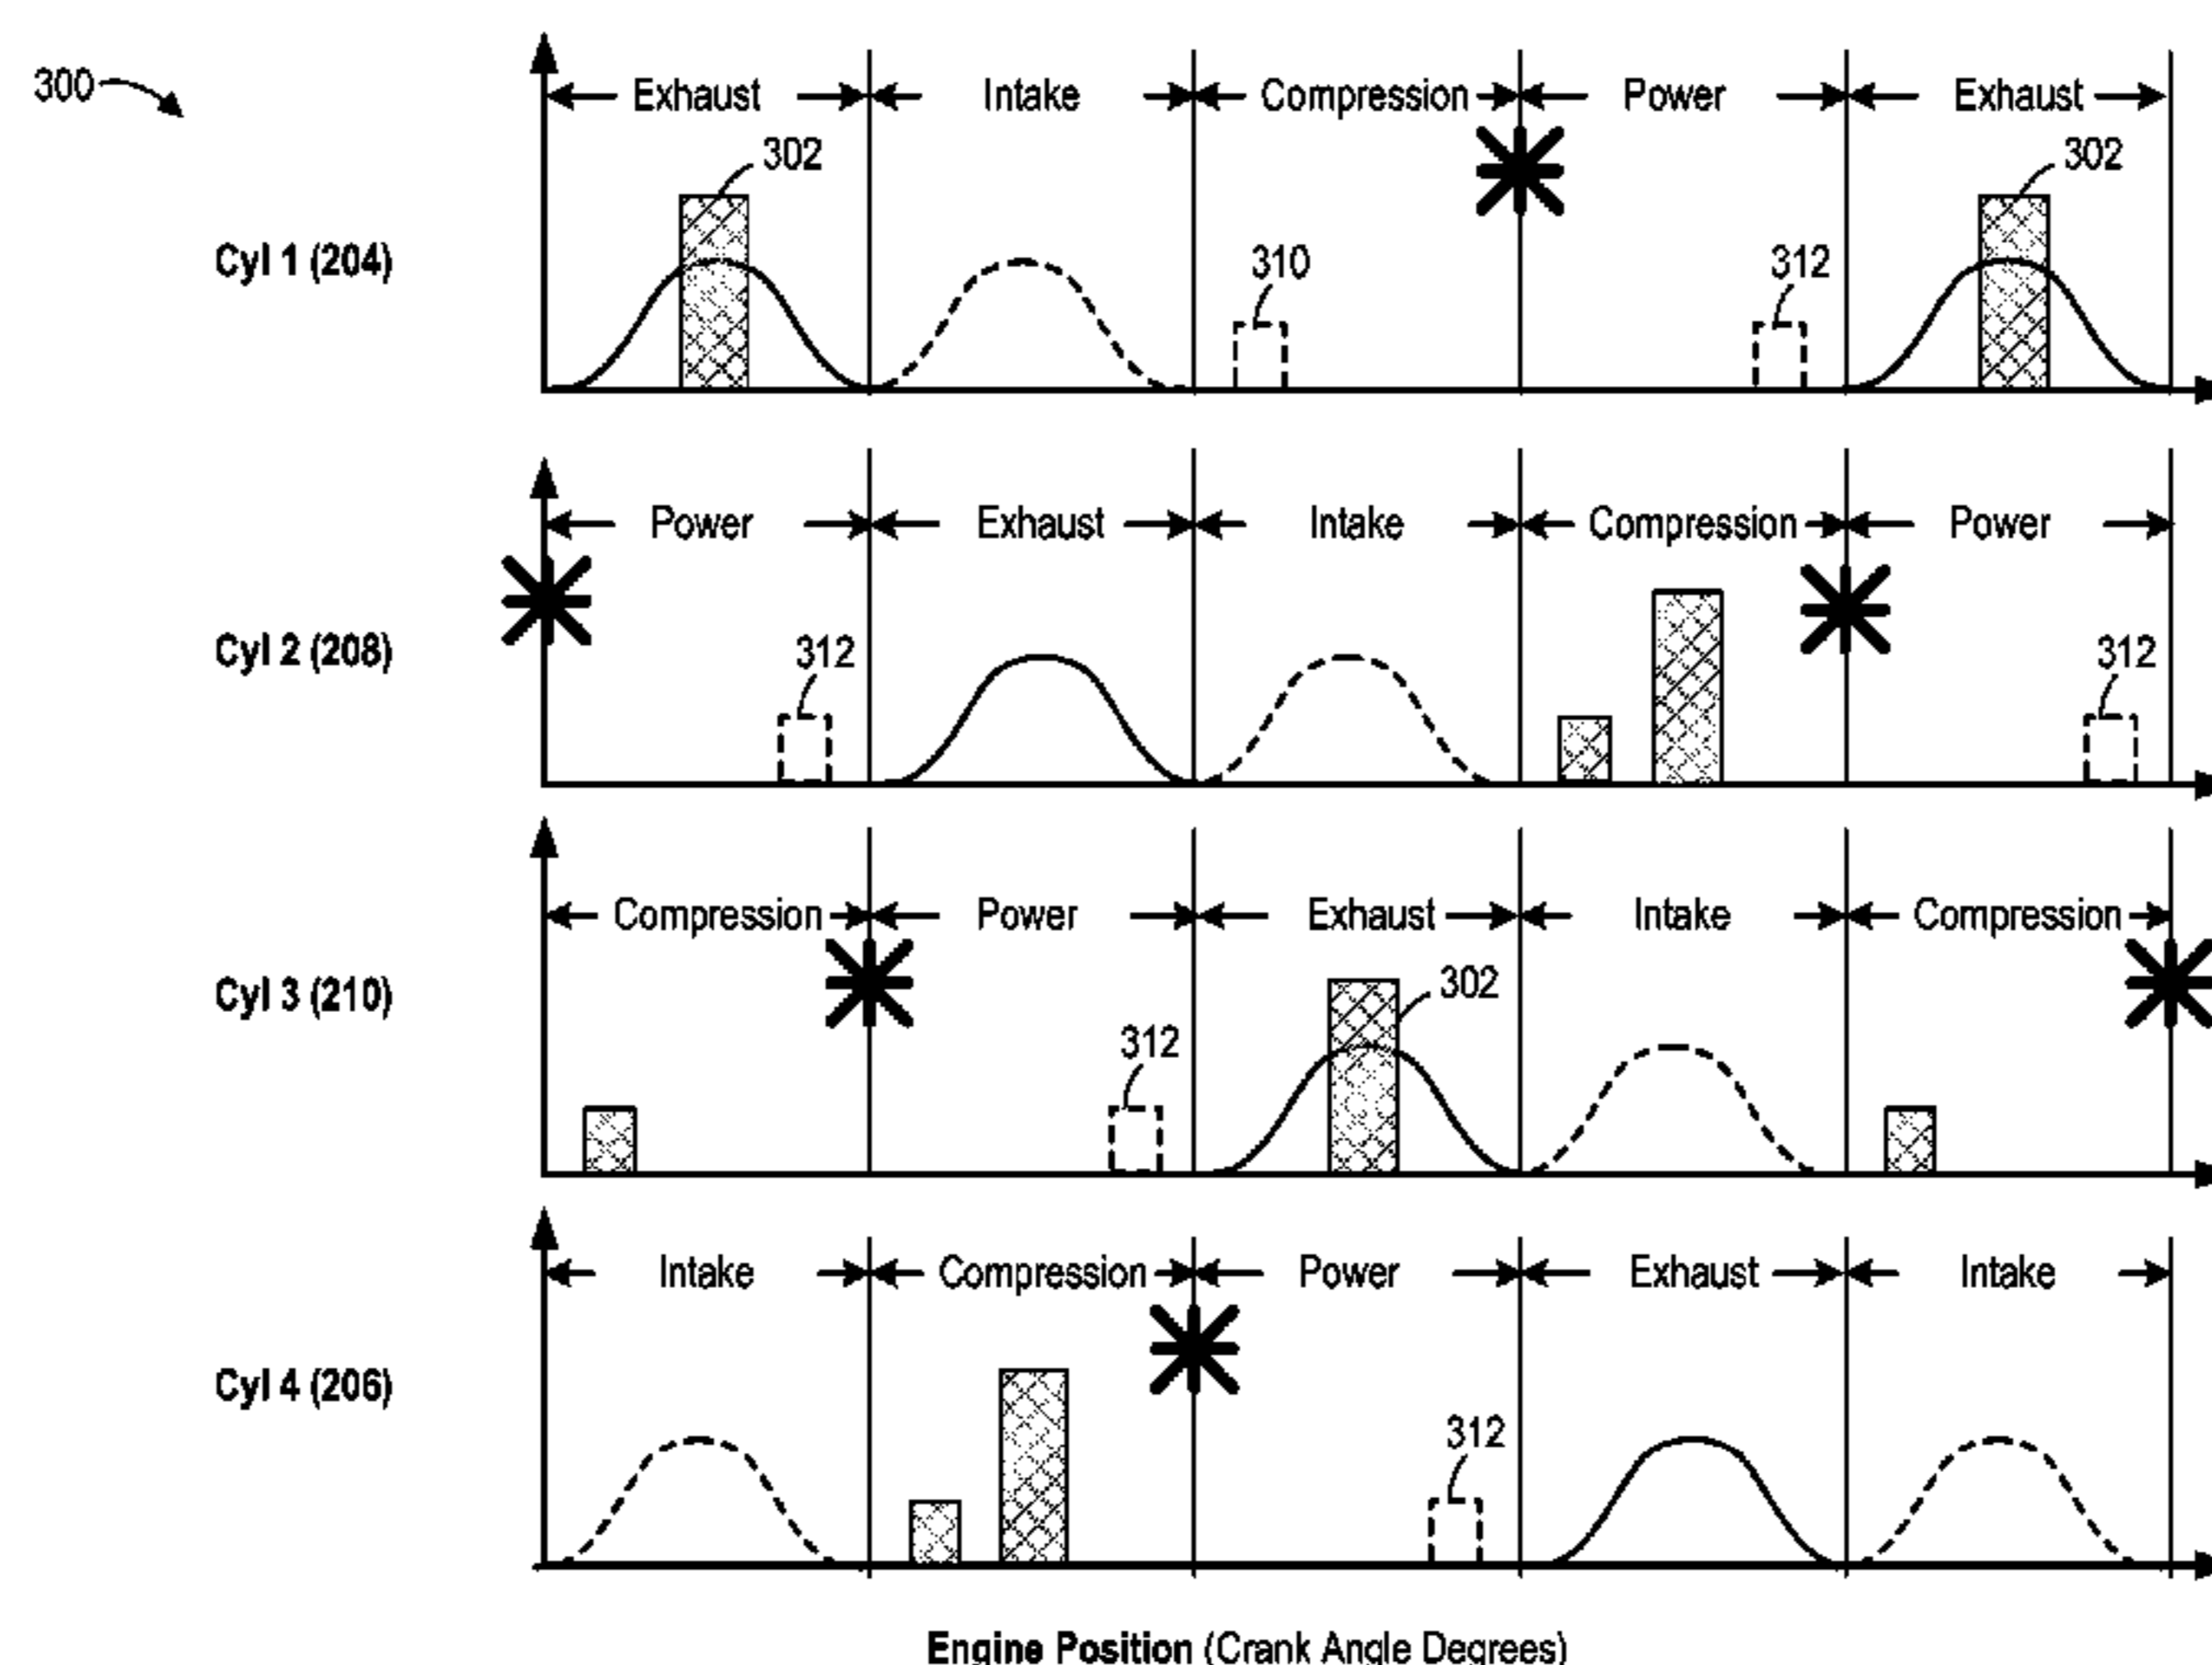 300
Exhaust Intake Compression Power Exhaust
302 302
Cyl 1 (204)
310 312
Power Exhaust Intake Compression Power
Cyl 2 (208)
312 312
Compression Power Exhaust Intake Compression
Cyl 3 (210)
302
312
Intake Compression Power Exhaust Intake
Cyl 4 (206)
312
Engine Position (Crank Angle Degrees)